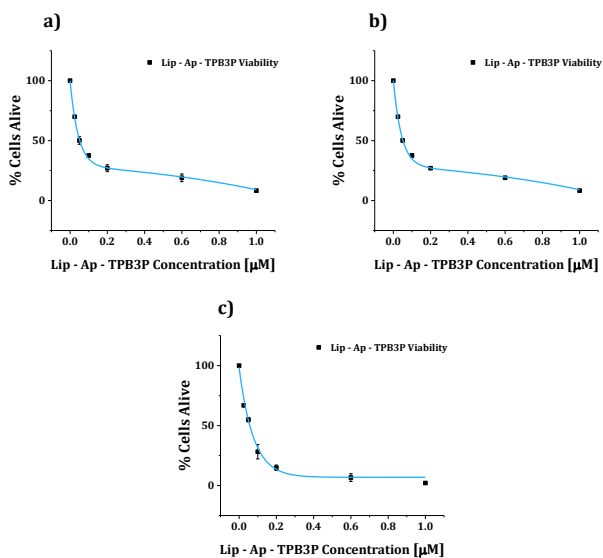 a)
Lip - Ap - TPB3P Viability
% Cells Alive
100
50
0
0.0 0.2 0.4 0.6 0.8 1.0
Lip - Ap - TPB3P Concentration [μM]
b)
Lip - Ap - TPB3P Viability
% Cells Alive
100
50
0
0.0 0.2 0.4 0.6 0.8 1.0
Lip - Ap - TPB3P Concentration [μM]
c)
Lip - Ap - TPB3P Viability
% Cells Alive
100
50
0
0.0 0.2 0.4 0.6 0.8 1.0
Lip - Ap - TPB3P Concentration [μM]